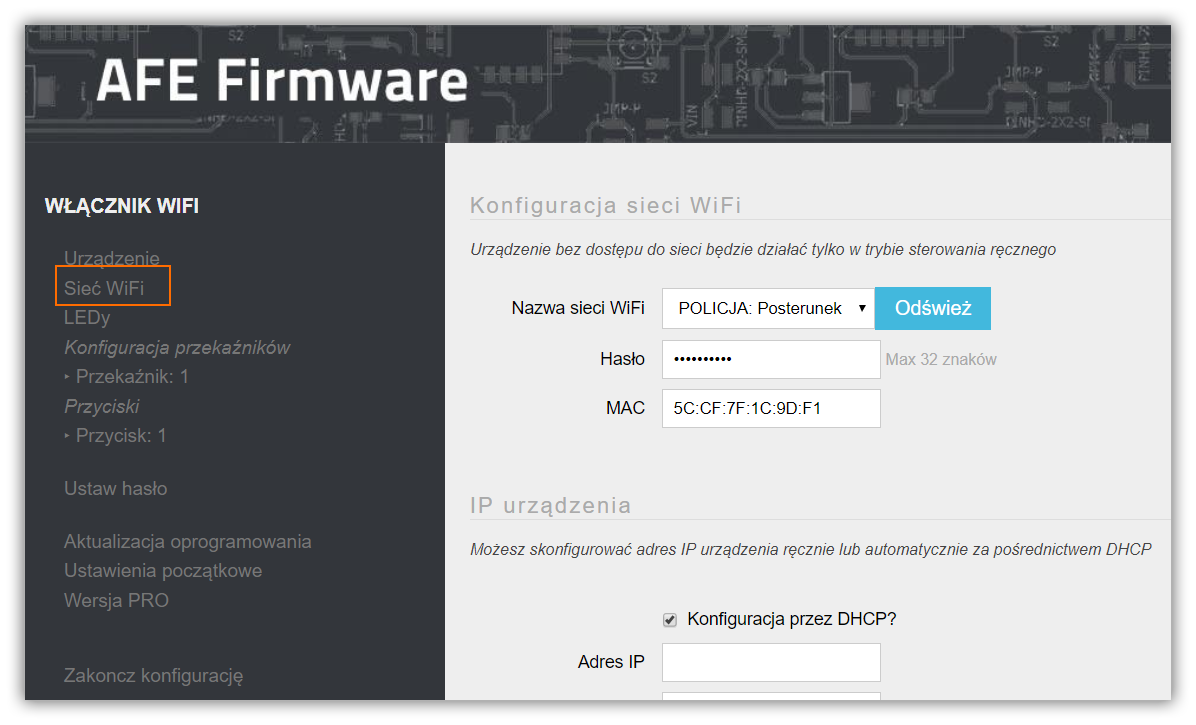 AFE Firmware
WŁĄCZNIK WIFI
Urządzenie
Sieć WiFi
LEDy
Konfiguracja przekaźników
‣ Przekaźnik: 1
Przyciski
‣ Przycisk: 1
Ustaw hasło
Aktualizacja oprogramowania
Ustawienia początkowe
Wersja PRO
Zakoncz konfigurację
Konfiguracja sieci WiFi
Urządzenie bez dostępu do sieci będzie działać tylko w trybie sterowania ręcznego
Nazwa sieci WiFi POLICJA: Posterunek Odśwież
Hasło •••••••••• Max 32 znaków
MAC 5C:CF:7F:1C:9D:F1
IP urządzenia
Możesz skonfigurować adres IP urządzenia ręcznie lub automatycznie za pośrednictwem DHCP
Konfiguracja przez DHCP?
Adres IP